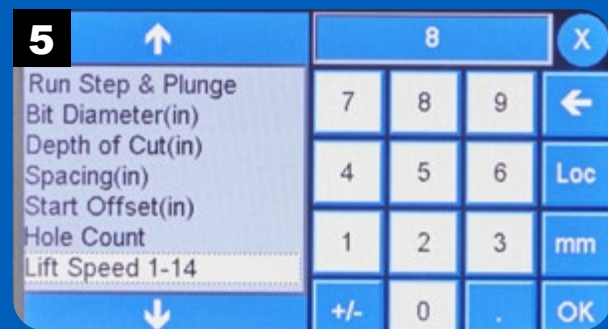 5
8
X
Run Step & Plunge
Bit Diameter(in)
Depth of Cut(in)
Spacing(in)
Start Offset(in)
Hole Count
Lift Speed 1-14
7 8 9
4 5 6 Loc
1 2 3 mm
+/- 0 . OK